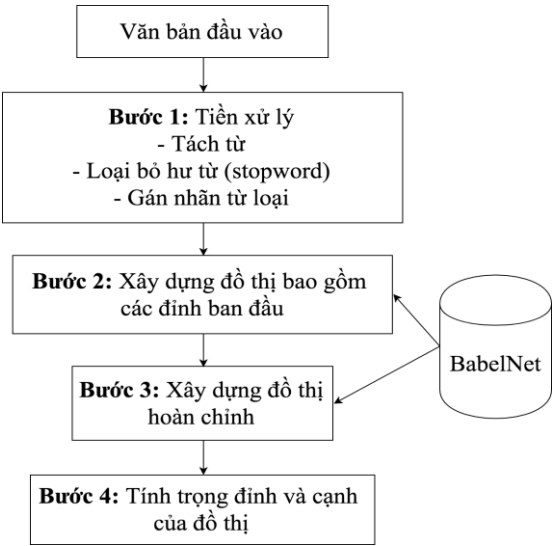 Văn bản đầu vào
Bước 1: Tiền xử lý
- Tách từ
- Loại bỏ hư từ (stopword)
- Gán nhãn từ loại
Bước 2: Xây dựng đồ thị bao gồm
các đỉnh ban đầu
BabelNet
Bước 3: Xây dựng đồ thị
hoàn chỉnh
Bước 4: Tính trọng đỉnh và cạnh
của đồ thị